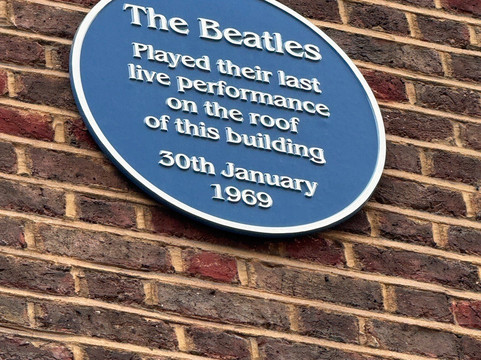 The Beatles
Played their last
live performance
on the roof
of this building
30th January
1969